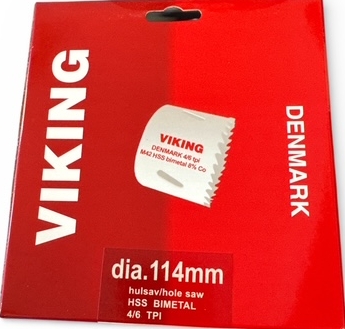 VIKING
DENMARK
VIKING
DENMARK 4/6 tpi
M42 HSS bimetal 8% Co
dia.114mm
hulsav/hole saw
HSS BIMETAL
4/6 TPI